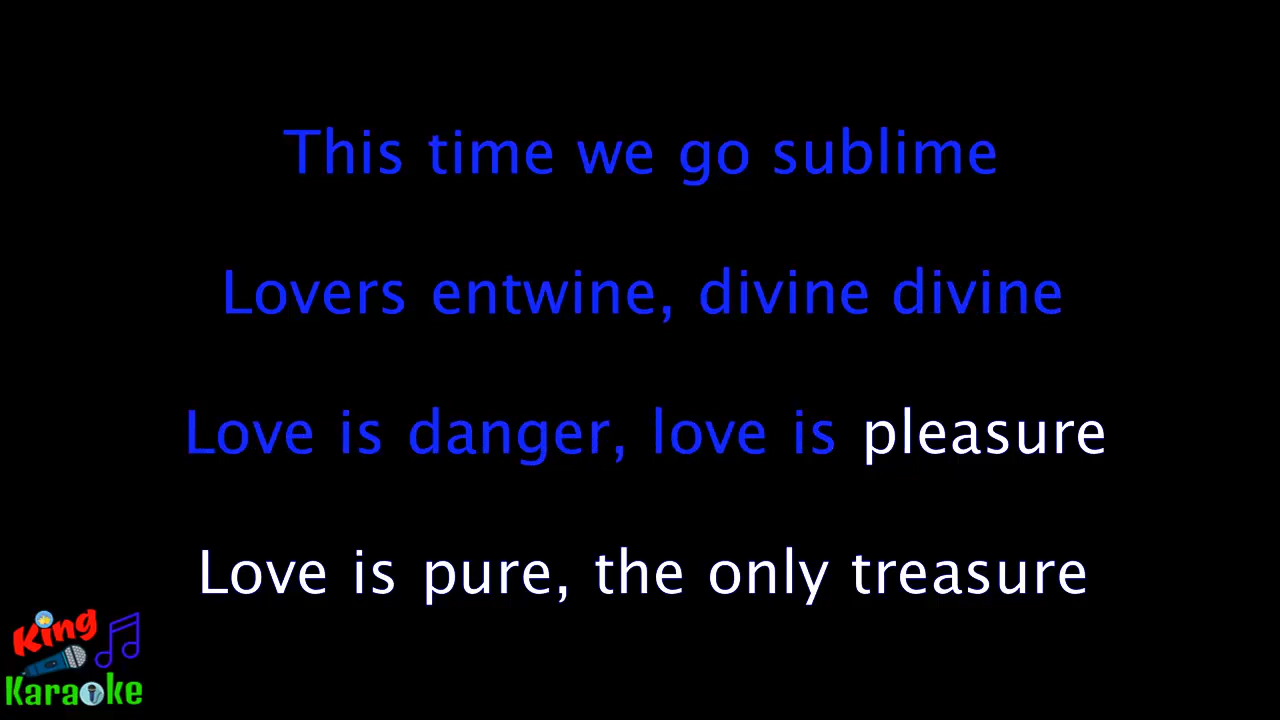 This time we go sublime
Lovers entwine, divine divine
Love is danger, love is pleasure
Love is pure, the only treasure
King
Karaoke